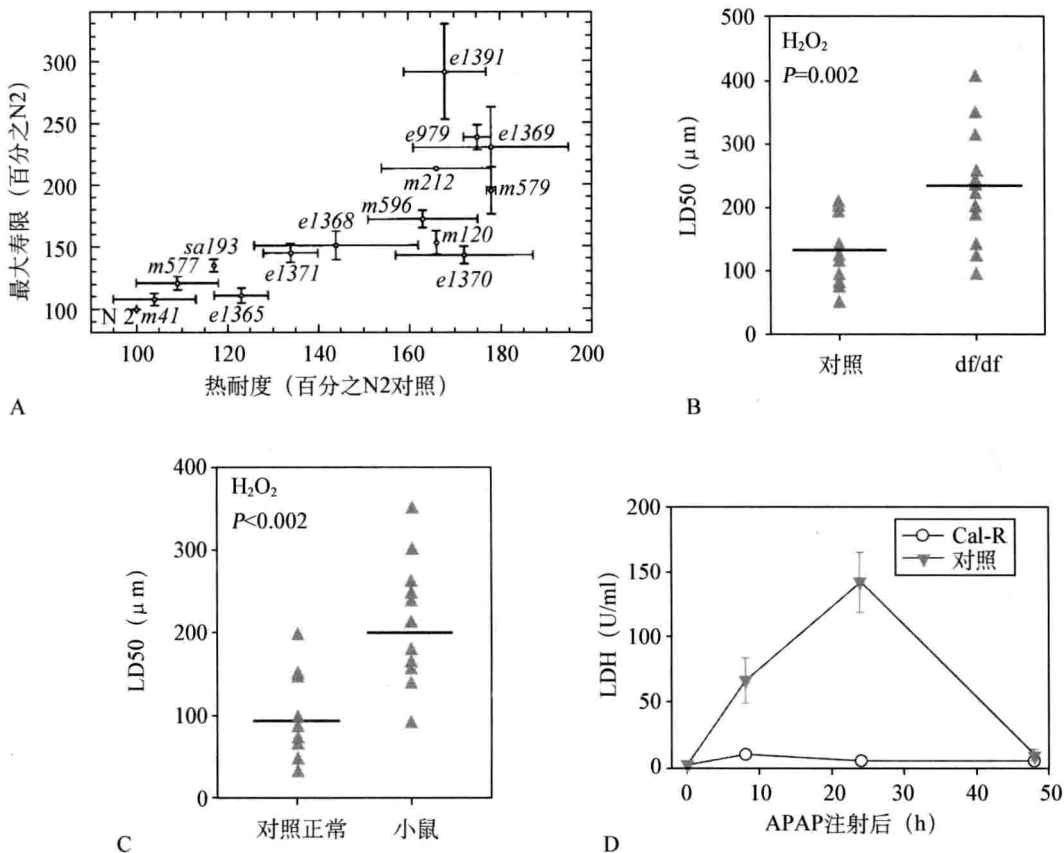 最大寿限（百分之N2）
300
250
200
150
100
e1391
e979
e1369
m212
m579
m596
e1368
m120
sa193
e1371
e1370
m577
N2
m41
e1365
100
120
140
160
180
200
热耐度（百分之N2对照）
A
LD50（μm）
500
400
300
200
100
0
H₂O₂
P=0.002
对照
df/df
B
LD50（μm）
400
300
200
100
0
H₂O₂
P<0.002
对照正常
小鼠
C
LDH（U/ml）
200
150
100
50
0
Cal-R
对照
0
10
20
30
40
50
APAP注射后（h）
D